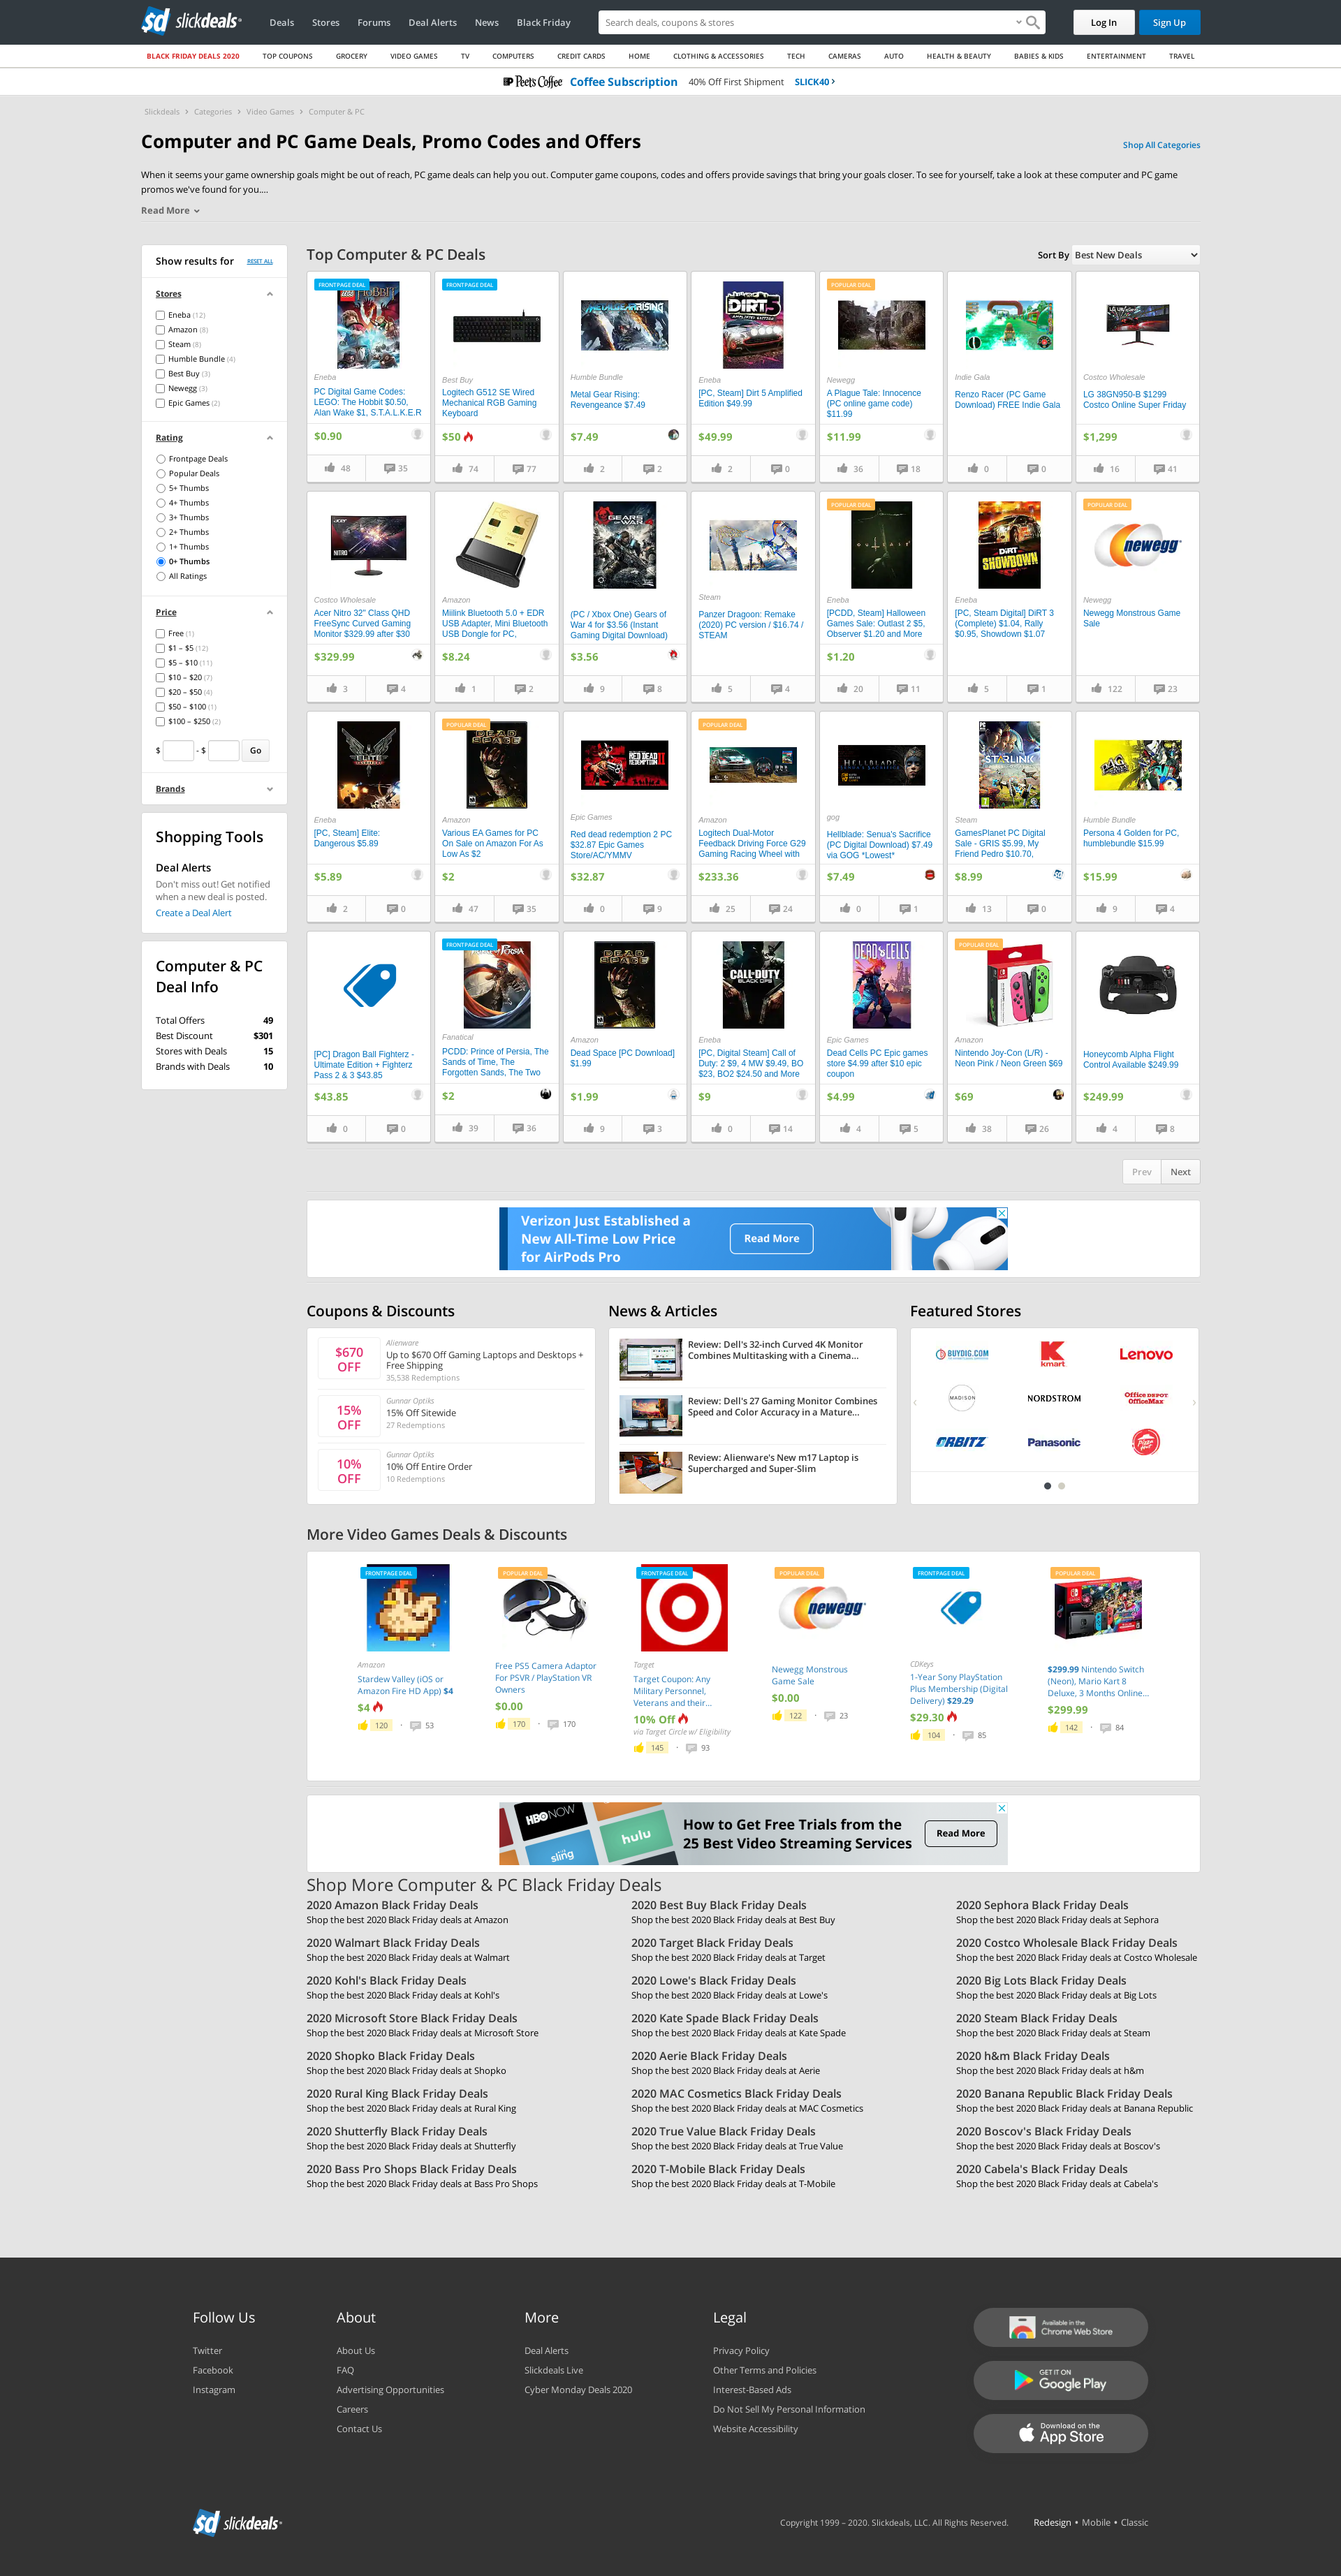 sd slickdeals
Deals
Stores
Forums
Deal Alerts
News
Black Friday
Search deals, coupons & stores
Log In
Sign Up
BLACK FRIDAY DEALS 2020
TOP COUPONS
GROCERY
VIDEO GAMES
TV
COMPUTERS
CREDIT CARDS
HOME
CLOTHING & ACCESSORIES
TECH
CAMERAS
AUTO
HEALTH & BEAUTY
BABIES & KIDS
ENTERTAINMENT
TRAVEL
Peet's Coffee Coffee Subscription 40% Off First Shipment SLICK40 ›
Slickdeals › Categories › Video Games › Computer & PC
Computer and PC Game Deals, Promo Codes and Offers
Shop All Categories
When it seems your game ownership goals might be out of reach, PC game deals can help you out. Computer game coupons, codes and offers provide savings that bring your goals closer. To see for yourself, take a look at these computer and PC game
promos we've found for you....
Read More
Show results for
RESET ALL
Stores
Eneba (12)
Amazon (8)
Steam (8)
Humble Bundle (4)
Best Buy (3)
Newegg (3)
Epic Games (2)
Rating
Frontpage Deals
Popular Deals
5+ Thumbs
4+ Thumbs
3+ Thumbs
2+ Thumbs
1+ Thumbs
0+ Thumbs
All Ratings
Price
Free (1)
$1 – $5 (12)
$5 – $10 (11)
$10 – $20 (7)
$20 – $50 (4)
$50 – $100 (1)
$100 – $250 (2)
$ - $ Go
Brands
Shopping Tools
Deal Alerts
Don't miss out! Get notified
when a new deal is posted.
Create a Deal Alert
Computer & PC
Deal Info
Total Offers 49
Best Discount $301
Stores with Deals 15
Brands with Deals 10
Top Computer & PC Deals
Sort By Best New Deals
FRONTPAGE DEAL
Eneba
PC Digital Game Codes:
LEGO: The Hobbit $0.50,
Alan Wake $1, S.T.A.L.K.E.R
$0.90
48 35
FRONTPAGE DEAL
Best Buy
Logitech G512 SE Wired
Mechanical RGB Gaming
Keyboard
$50
74 77
METAL GEAR RISING
Humble Bundle
Metal Gear Rising:
Revengeance $7.49
$7.49
2 2
DIRT 5
Eneba
[PC, Steam] Dirt 5 Amplified
Edition $49.99
$49.99
2 0
POPULAR DEAL
Newegg
A Plague Tale: Innocence
(PC online game code)
$11.99
$11.99
36 18
Indie Gala
Renzo Racer (PC Game
Download) FREE Indie Gala
0 0
Costco Wholesale
LG 38GN950-B $1299
Costco Online Super Friday
$1,299
16 41
acer
NITRO
Costco Wholesale
Acer Nitro 32" Class QHD
FreeSync Curved Gaming
Monitor $329.99 after $30
$329.99
3 4
Amazon
Miilink Bluetooth 5.0 + EDR
USB Adapter, Mini Bluetooth
USB Dongle for PC,
$8.24
1 2
GEARS OF WAR 4
(PC / Xbox One) Gears of
War 4 for $3.56 (Instant
Gaming Digital Download)
$3.56
9 8
Steam
Panzer Dragoon: Remake
(2020) PC version / $16.74 /
STEAM
5 4
POPULAR DEAL
OUTLAST
Eneba
[PCDD, Steam] Halloween
Games Sale: Outlast 2 $5,
Observer $1.20 and More
$1.20
20 11
DiRT SHOWDOWN
Eneba
[PC, Steam Digital] DiRT 3
(Complete) $1.04, Rally
$0.95, Showdown $1.07
5 1
POPULAR DEAL
newegg
Newegg
Newegg Monstrous Game
Sale
122 23
ELITE
Eneba
[PC, Steam] Elite:
Dangerous $5.89
$5.89
2 0
POPULAR DEAL
DEAD SPACE
Amazon
Various EA Games for PC
On Sale on Amazon For As
Low As $2
$2
47 35
RED DEAD REDEMPTION II
Epic Games
Red dead redemption 2 PC
$32.87 Epic Games
Store/AC/YMMV
$32.87
0 9
POPULAR DEAL
Amazon
Logitech Dual-Motor
Feedback Driving Force G29
Gaming Racing Wheel with
$233.36
25 24
HELLBLADE
gog
Hellblade: Senua's Sacrifice
(PC Digital Download) $7.49
via GOG *Lowest*
$7.49
0 1
STARLINK
Steam
GamesPlanet PC Digital
Sale - GRIS $5.99, My
Friend Pedro $10.70,
$8.99
13 0
Humble Bundle
Persona 4 Golden for PC,
humblebundle $15.99
$15.99
9 4
[PC] Dragon Ball Fighterz -
Ultimate Edition + Fighterz
Pass 2 & 3 $43.85
$43.85
0 0
FRONTPAGE DEAL
Fanatical
PCDD: Prince of Persia, The
Sands of Time, The
Forgotten Sands, The Two
$2
39 36
DEAD SPACE
Amazon
Dead Space [PC Download]
$1.99
$1.99
9 3
CALL OF DUTY
BLACK OPS
Eneba
[PC, Digital Steam] Call of
Duty: 2 $9, 4 MW $9.49, BO
$23, BO2 $24.50 and More
$9
0 14
DEAD CELLS
Epic Games
Dead Cells PC Epic games
store $4.99 after $10 epic
coupon
$4.99
4 5
POPULAR DEAL
Amazon
Nintendo Joy-Con (L/R) -
Neon Pink / Neon Green $69
$69
38 26
Honeycomb Alpha Flight
Control Available $249.99
$249.99
4 8
Prev Next
Verizon Just Established a
New All-Time Low Price
for AirPods Pro
Read More
Coupons & Discounts
$670
OFF
Alienware
Up to $670 Off Gaming Laptops and Desktops +
Free Shipping
35,538 Redemptions
15%
OFF
Gunnar Optiks
15% Off Sitewide
27 Redemptions
10%
OFF
Gunnar Optiks
10% Off Entire Order
10 Redemptions
News & Articles
Review: Dell's 32-inch Curved 4K Monitor
Combines Multitasking with a Cinema...
Review: Dell's 27 Gaming Monitor Combines
Speed and Color Accuracy in a Mature...
Review: Alienware's New m17 Laptop is
Supercharged and Super-Slim
Featured Stores
BUYDIG.COM
kmart
Lenovo
MADISON
NORDSTROM
Office DEPOT
OfficeMax
ORBITZ
Panasonic
Pizza Hut
More Video Games Deals & Discounts
FRONTPAGE DEAL
Amazon
Stardew Valley (iOS or
Amazon Fire HD App) $4
$4
120 · 53
POPULAR DEAL
Free PS5 Camera Adaptor
For PSVR / PlayStation VR
Owners
$0.00
170 · 170
FRONTPAGE DEAL
Target
Target Coupon: Any
Military Personnel,
Veterans and their...
10% Off
via Target Circle w/ Eligibility
145 · 93
POPULAR DEAL
newegg
Newegg Monstrous
Game Sale
$0.00
122 · 23
FRONTPAGE DEAL
CDKeys
1-Year Sony PlayStation
Plus Membership (Digital
Delivery) $29.29
$29.30
104 · 85
POPULAR DEAL
$299.99 Nintendo Switch
(Neon), Mario Kart 8
Deluxe, 3 Months Online...
$299.99
142 · 84
HBO NOW
hulu
sling
How to Get Free Trials from the
25 Best Video Streaming Services
Read More
Shop More Computer & PC Black Friday Deals
2020 Amazon Black Friday Deals
Shop the best 2020 Black Friday deals at Amazon
2020 Best Buy Black Friday Deals
Shop the best 2020 Black Friday deals at Best Buy
2020 Sephora Black Friday Deals
Shop the best 2020 Black Friday deals at Sephora
2020 Walmart Black Friday Deals
Shop the best 2020 Black Friday deals at Walmart
2020 Target Black Friday Deals
Shop the best 2020 Black Friday deals at Target
2020 Costco Wholesale Black Friday Deals
Shop the best 2020 Black Friday deals at Costco Wholesale
2020 Kohl's Black Friday Deals
Shop the best 2020 Black Friday deals at Kohl's
2020 Lowe's Black Friday Deals
Shop the best 2020 Black Friday deals at Lowe's
2020 Big Lots Black Friday Deals
Shop the best 2020 Black Friday deals at Big Lots
2020 Microsoft Store Black Friday Deals
Shop the best 2020 Black Friday deals at Microsoft Store
2020 Kate Spade Black Friday Deals
Shop the best 2020 Black Friday deals at Kate Spade
2020 Steam Black Friday Deals
Shop the best 2020 Black Friday deals at Steam
2020 Shopko Black Friday Deals
Shop the best 2020 Black Friday deals at Shopko
2020 Aerie Black Friday Deals
Shop the best 2020 Black Friday deals at Aerie
2020 h&m Black Friday Deals
Shop the best 2020 Black Friday deals at h&m
2020 Rural King Black Friday Deals
Shop the best 2020 Black Friday deals at Rural King
2020 MAC Cosmetics Black Friday Deals
Shop the best 2020 Black Friday deals at MAC Cosmetics
2020 Banana Republic Black Friday Deals
Shop the best 2020 Black Friday deals at Banana Republic
2020 Shutterfly Black Friday Deals
Shop the best 2020 Black Friday deals at Shutterfly
2020 True Value Black Friday Deals
Shop the best 2020 Black Friday deals at True Value
2020 Boscov's Black Friday Deals
Shop the best 2020 Black Friday deals at Boscov's
2020 Bass Pro Shops Black Friday Deals
Shop the best 2020 Black Friday deals at Bass Pro Shops
2020 T-Mobile Black Friday Deals
Shop the best 2020 Black Friday deals at T-Mobile
2020 Cabela's Black Friday Deals
Shop the best 2020 Black Friday deals at Cabela's
Follow Us
Twitter
Facebook
Instagram
About
About Us
FAQ
Advertising Opportunities
Careers
Contact Us
More
Deal Alerts
Slickdeals Live
Cyber Monday Deals 2020
Legal
Privacy Policy
Other Terms and Policies
Interest-Based Ads
Do Not Sell My Personal Information
Website Accessibility
Available in the
Chrome Web Store
GET IT ON
Google Play
Download on the
App Store
sd slickdeals
Copyright 1999 – 2020. Slickdeals, LLC. All Rights Reserved.
Redesign • Mobile • Classic